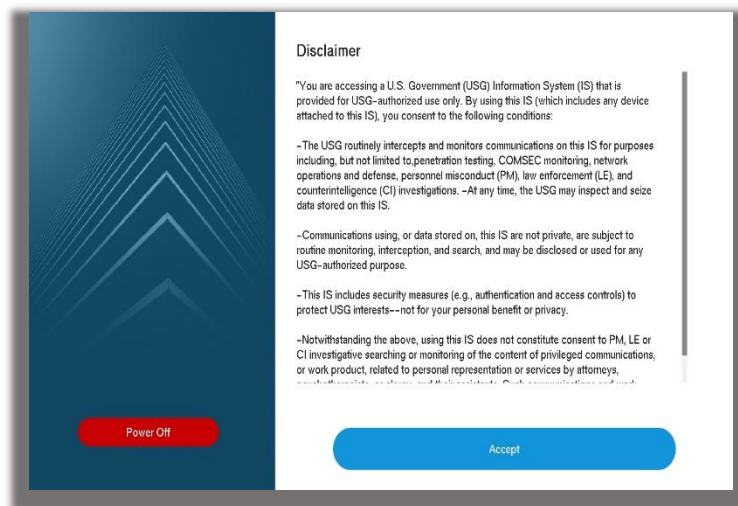 Disclaimer
"You are accessing a U.S. Government (USG) Information System (IS) that is
provided for USG-authorized use only. By using this IS (which includes any device
attached to this IS), you consent to the following conditions:
-The USG routinely intercepts and monitors communications on this IS for purposes
including, but not limited to,penetration testing, COMSEC monitoring, network
operations and defense, personnel misconduct (PM), law enforcement (LE), and
counterintelligence (CI) investigations. -At any time, the USG may inspect and seize
data stored on this IS.
-Communications using, or data stored on, this IS are not private, are subject to
routine monitoring, interception, and search, and may be disclosed or used for any
USG-authorized purpose.
-This IS includes security measures (e.g., authentication and access controls) to
protect USG interests--not for your personal benefit or privacy.
-Notwithstanding the above, using this IS does not constitute consent to PM, LE or
CI investigative searching or monitoring of the content of privileged communications,
or work product, related to personal representation or services by attorneys,
Power Off
Accept